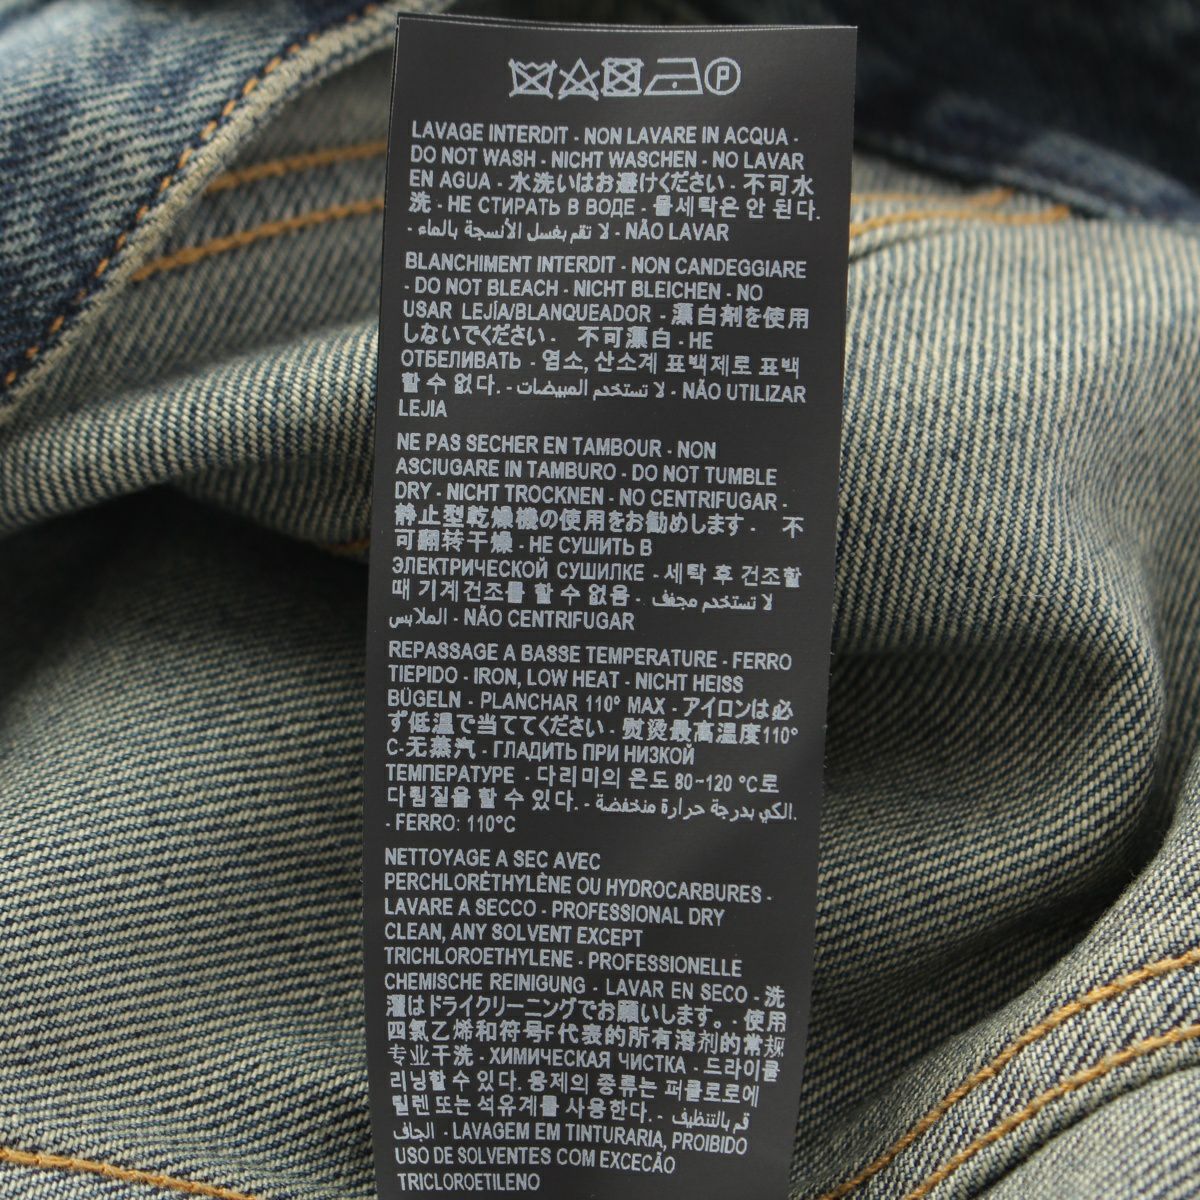 LAVAGE INTERDIT - NON LAVARE IN ACQUA -
DO NOT WASH - NICHT WASCHEN - NO LAVAR
EN AGUA - 水洗いはお避けください - 不可水
洗 - НЕ СТИРАТЬ В ВОДЕ - 물세탁은 안 된다.
- لا تقم بغسل الأنسجة بالماء - NÃO LAVAR
BLANCHIMENT INTERDIT - NON CANDEGGIARE
- DO NOT BLEACH - NICHT BLEICHEN - NO
USAR LEJÍA/BLANQUEADOR - 漂白剤を使用
しないでください - 不可漂白 - НЕ
ОТБЕЛИВАТЬ - 염소, 산소계 표백제로 표백
할 수 없다. - لا تستخدم المبيضات - NÃO UTILIZAR
LEJIA
NE PAS SECHER EN TAMBOUR - NON
ASCIUGARE IN TAMBURO - DO NOT TUMBLE
DRY - NICHT TROCKNEN - NO CENTRIFUGAR -
静止型乾燥機の使用をお勧めします - 不
可翻转干燥 - НЕ СУШИТЬ В
ЭЛЕКТРИЧЕСКОЙ СУШИЛКЕ - 세탁 후 건조할
때 기계건조를 할 수 없음 - لا تستخدم مجفف
الملابس - NÃO CENTRIFUGAR
REPASSAGE A BASSE TEMPERATURE - FERRO
TIEPIDO - IRON, LOW HEAT - NICHT HEISS
BÜGELN - PLANCHAR 110° MAX - アイロンは必
ず低温で当ててください - 熨烫最高温度110°
C-无蒸汽 - ГЛАДИТЬ ПРИ НИЗКОЙ
ТЕМПЕРАТУРЕ - 다리미의 온도 80~120 °C로
다림질을 할 수 있다. - الكي بدرجة حرارة منخفضة.
- FERRO: 110°C
NETTOYAGE A SEC AVEC
PERCHLORÉTHYLÈNE OU HYDROCARBURES -
LAVARE A SECCO - PROFESSIONAL DRY
CLEAN, ANY SOLVENT EXCEPT
TRICHLOROETHYLENE - PROFESSIONELLE
CHEMISCHE REINIGUNG - LAVAR EN SECO - 洗
濯はドライクリーニングでお願いします。- 使用
四氯乙烯和符号F代表的所有溶剂的常规
专业干洗 - ХИМИЧЕСКАЯ ЧИСТКА - 드라이클
리닝할 수 있다. 용제의 종류는 퍼클로로에
틸렌 또는 석유계를 사용한다. - قم بالتنظيف
الجاف - LAVAGEM EM TINTURARIA, PROIBIDO
USO DE SOLVENTES COM EXCECÃO
TRICLOROETILENO